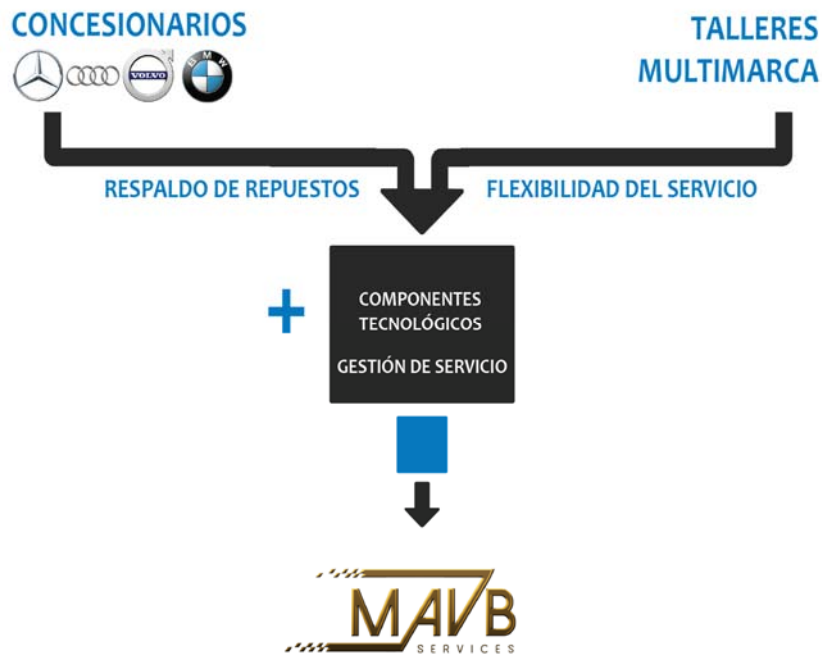 CONCESIONARIOS
VOLVO
BMW
TALLERES
MULTIMARCA
RESPALDO DE REPUESTOS
FLEXIBILIDAD DEL SERVICIO
+
COMPONENTES
TECNOLÓGICOS
GESTIÓN DE SERVICIO
MAVB
SERVICES